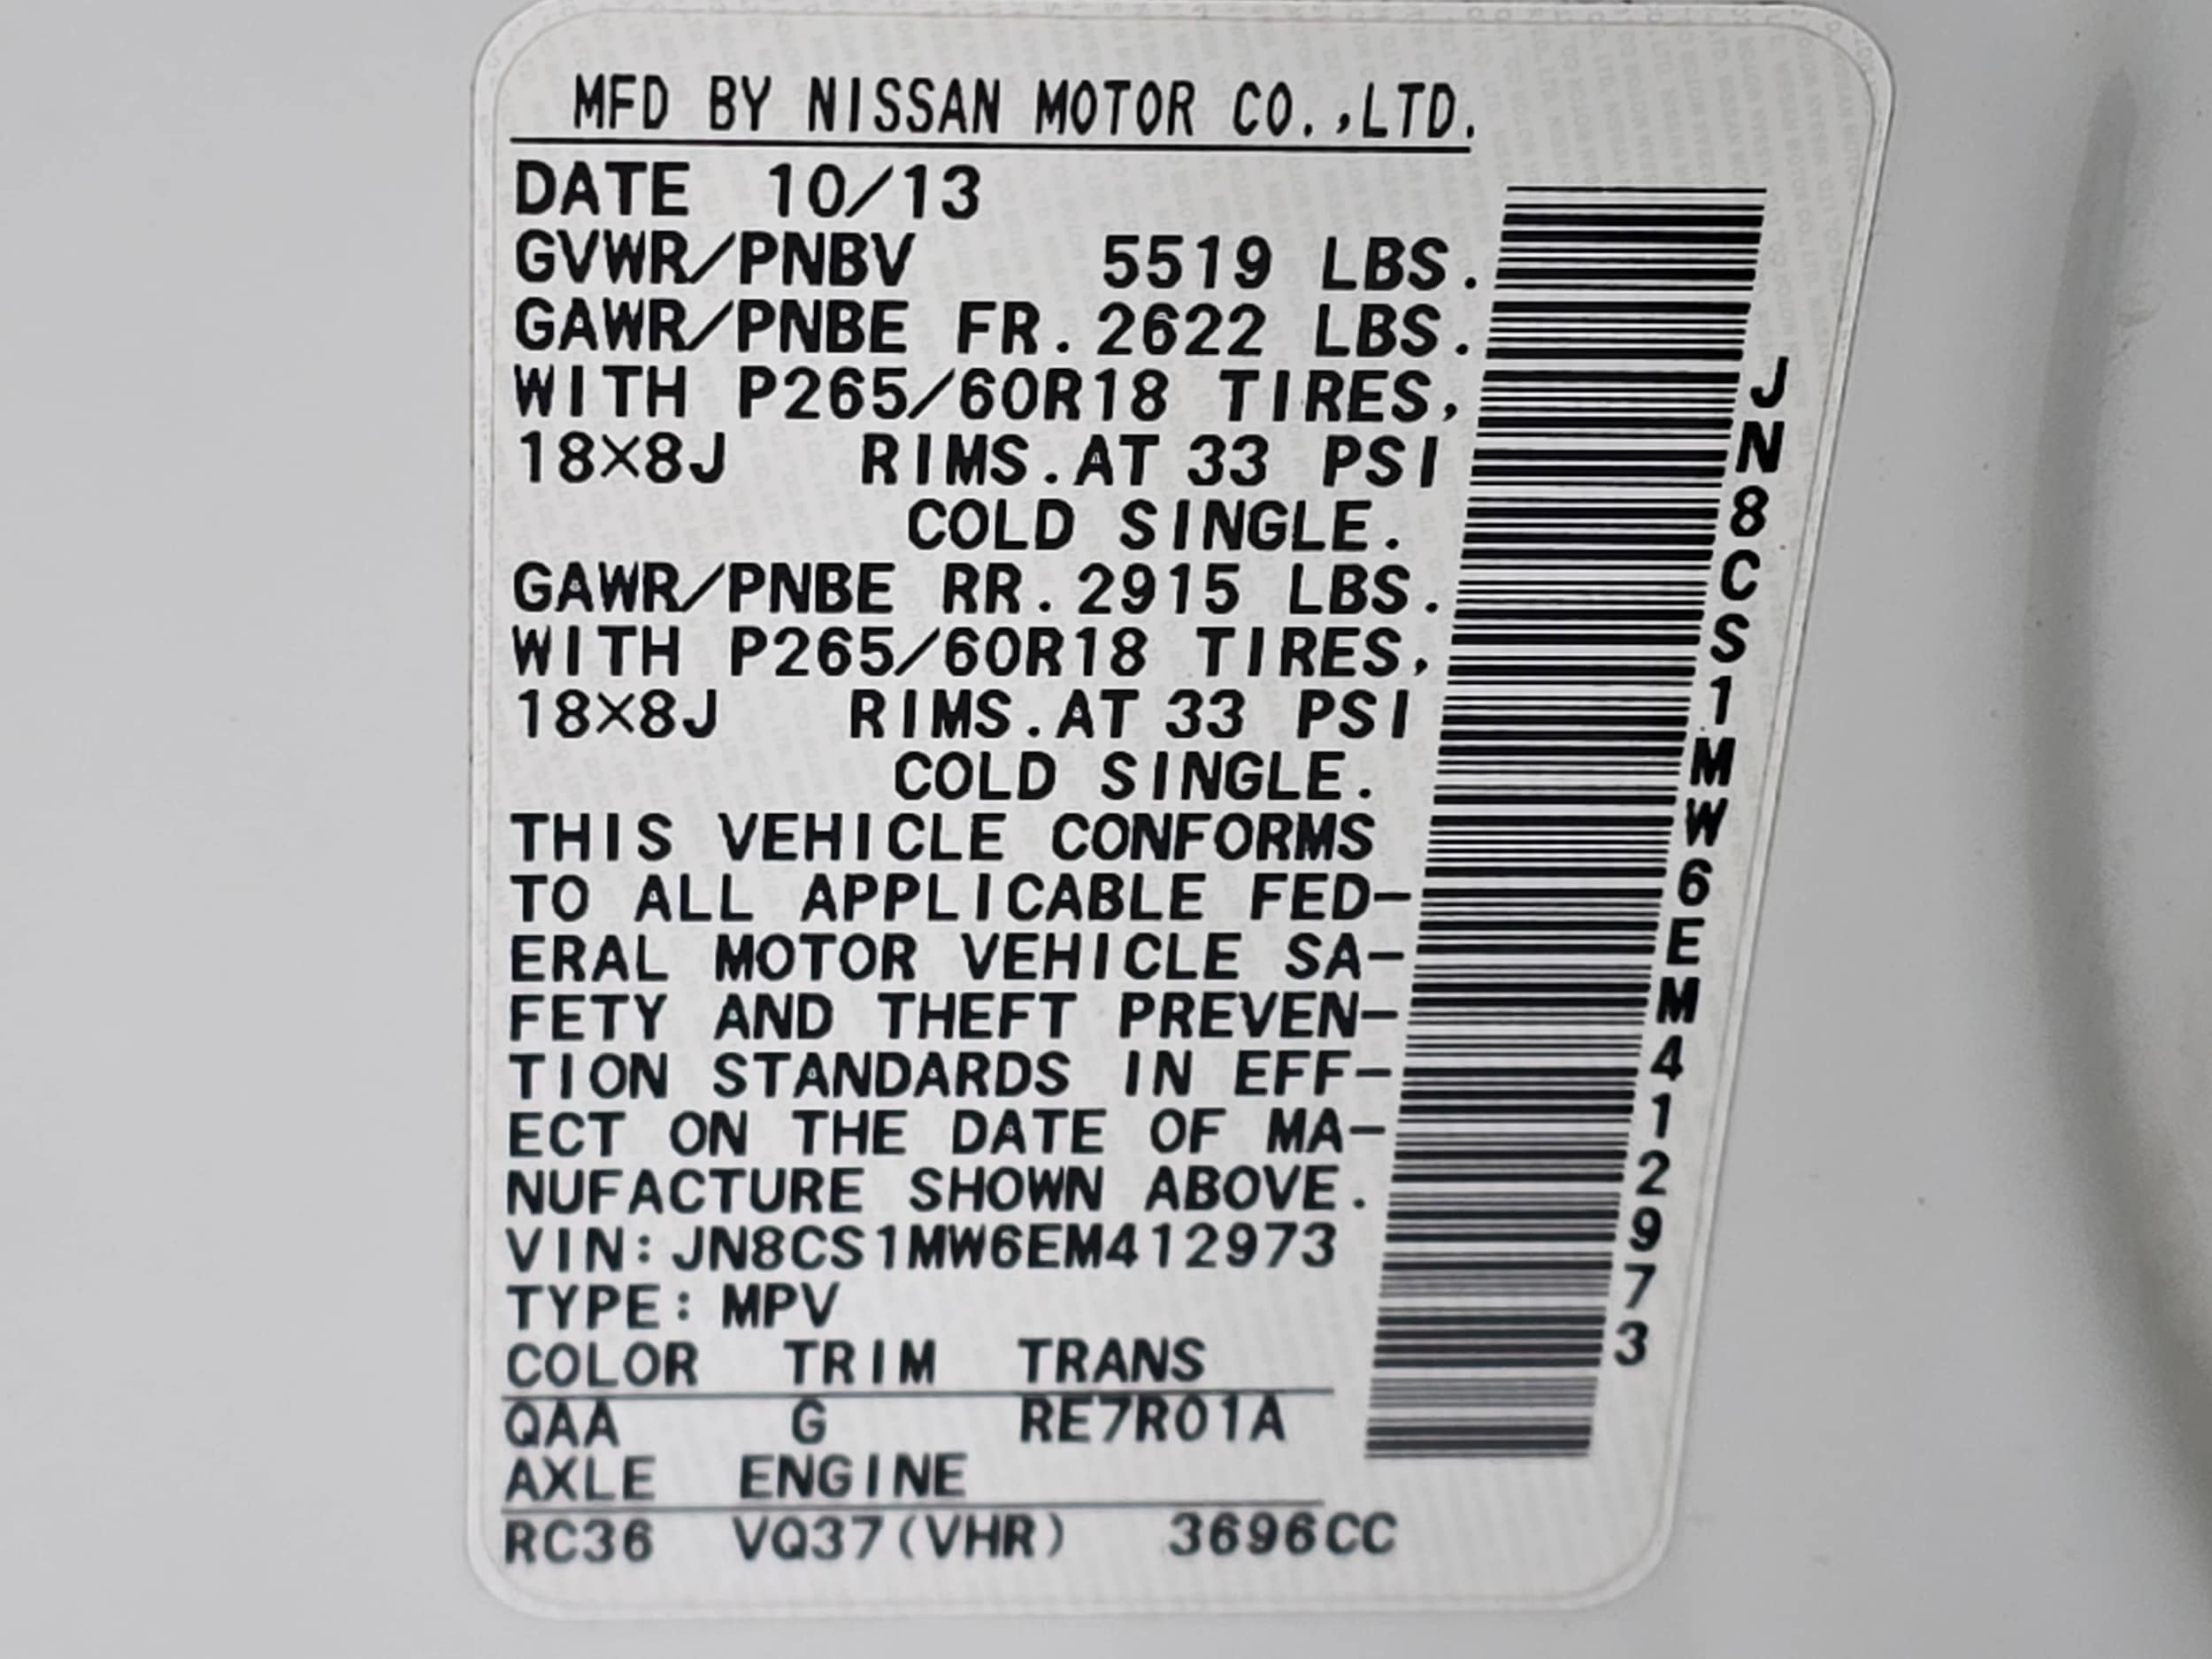 MFD BY NISSAN MOTOR CO.,LTD.
DATE 10/13
GVWR/PNBV 5519 LBS.
GAWR/PNBE FR. 2622 LBS.
WITH P265/60R18 TIRES,
18×8J RIMS. AT 33 PSI
COLD SINGLE.
GAWR/PNBE RR. 2915 LBS.
WITH P265/60R18 TIRES,
18×8J RIMS. AT 33 PSI
COLD SINGLE.
THIS VEHICLE CONFORMS
TO ALL APPLICABLE FED-
ERAL MOTOR VEHICLE SA-
FETY AND THEFT PREVEN-
TION STANDARDS IN EFF-
ECT ON THE DATE OF MA-
NUFACTURE SHOWN ABOVE.
VIN: JN8CS1MW6EM412973
TYPE: MPV
COLOR TRIM TRANS
QAA G RE7R01A
AXLE ENGINE
RC36 VQ37(VHR) 3696CC
JN8CS1MW6EM412973